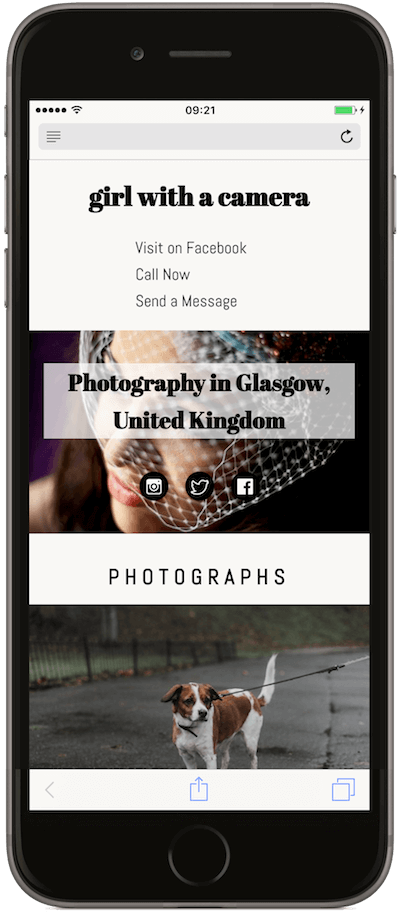 09:21
girl with a camera
Visit on Facebook
Call Now
Send a Message
Photography in Glasgow,
United Kingdom
PHOTOGRAPHS